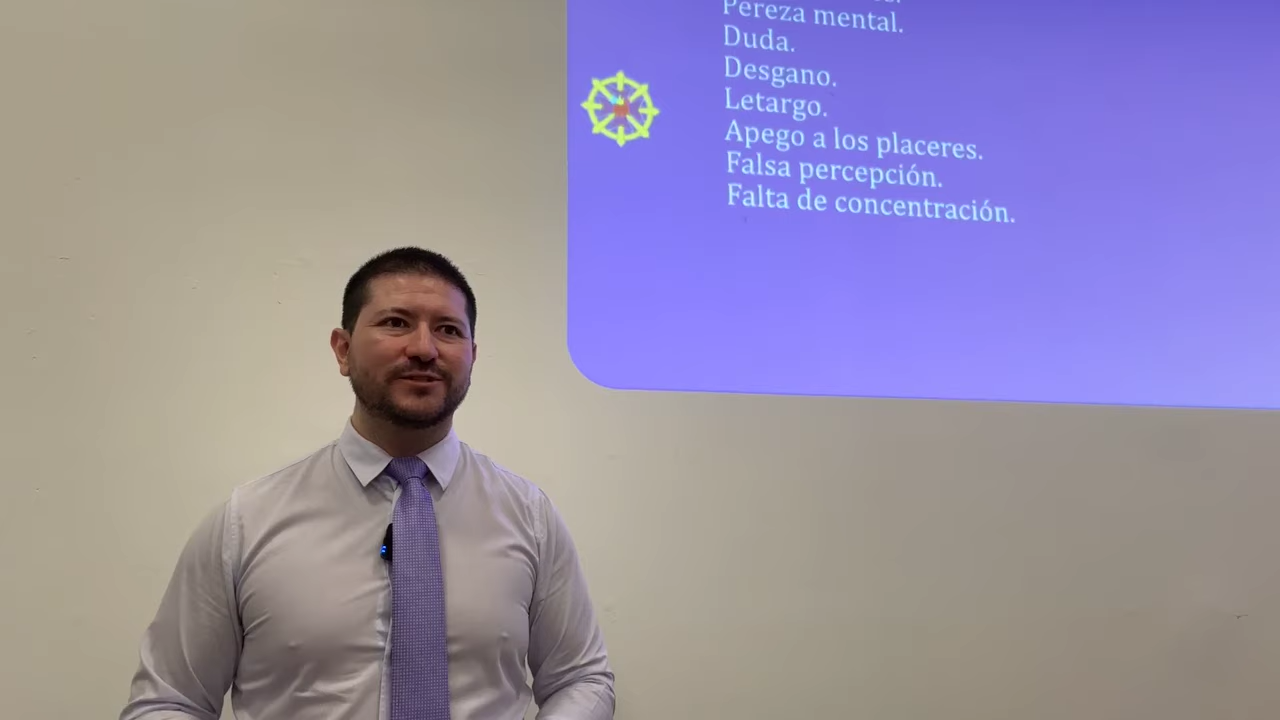 Pereza mental.
Duda.
Desgano.
Letargo.
Apego a los placeres.
Falsa percepción.
Falta de concentración.